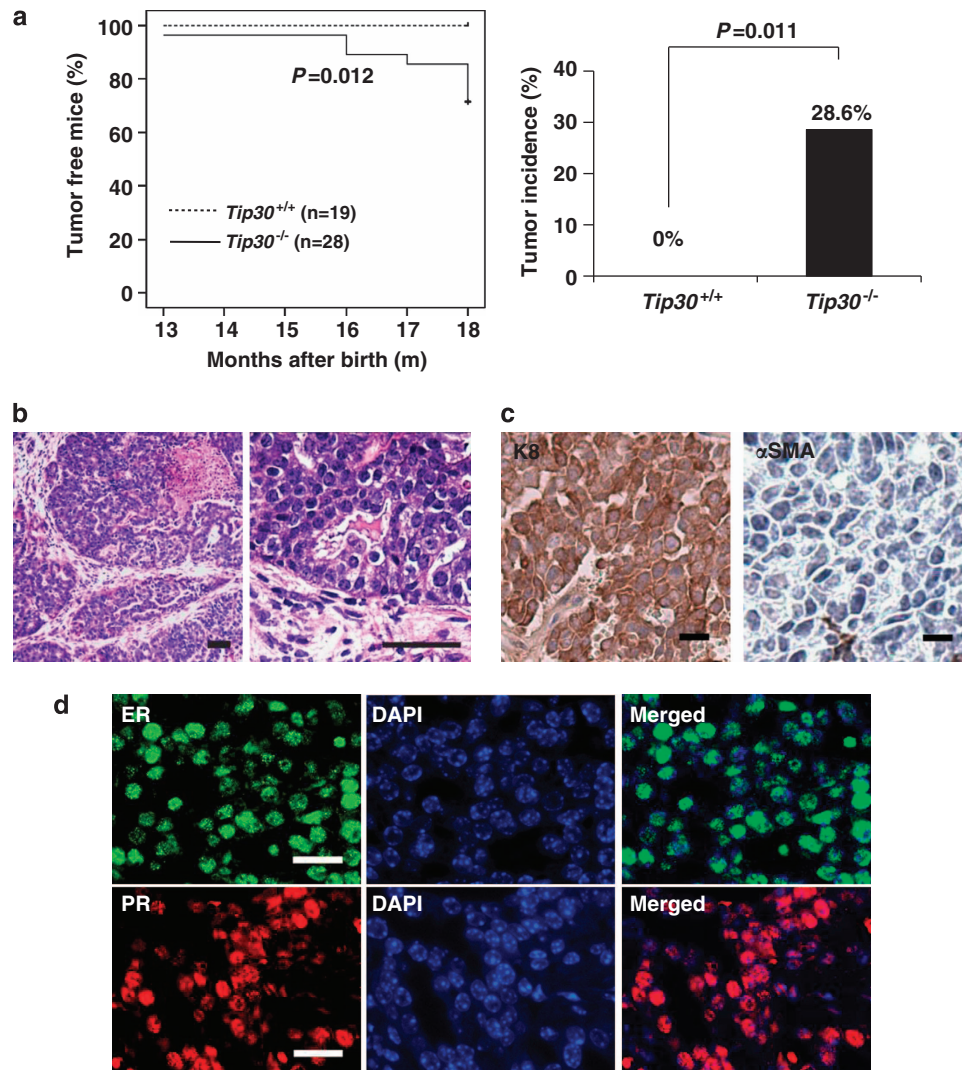 a
Tumor free mice (%)
100
80
60
40
20
0
P=0.012
Tip30+/+ (n=19)
Tip30-/- (n=28)
13 14 15 16 17 18
Months after birth (m)
P=0.011
Tumor incidence (%)
40
30
20
10
0
0%
28.6%
Tip30+/+ Tip30-/-
b
c
K8
αSMA
d
ER
DAPI
Merged
PR
DAPI
Merged